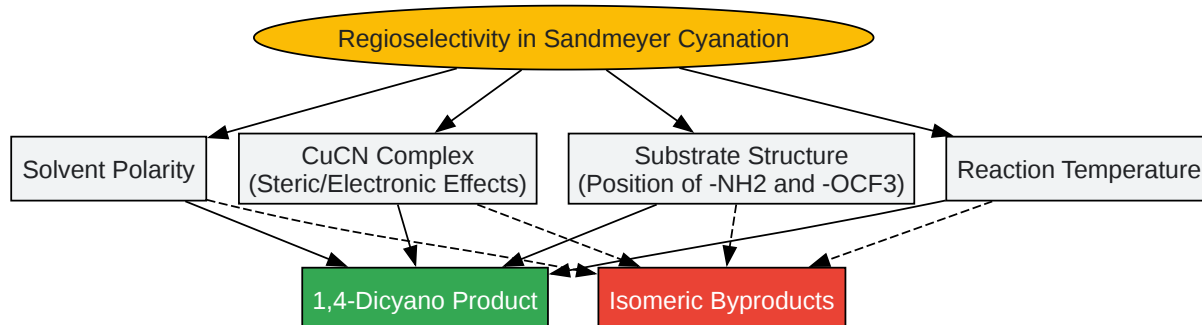 Regioselectivity in Sandmeyer Cyanation
Solvent Polarity
CuCN Complex
(Steric/Electronic Effects)
Substrate Structure
(Position of -NH2 and -OCF3)
Reaction Temperature
1,4-Dicyano Product
Isomeric Byproducts